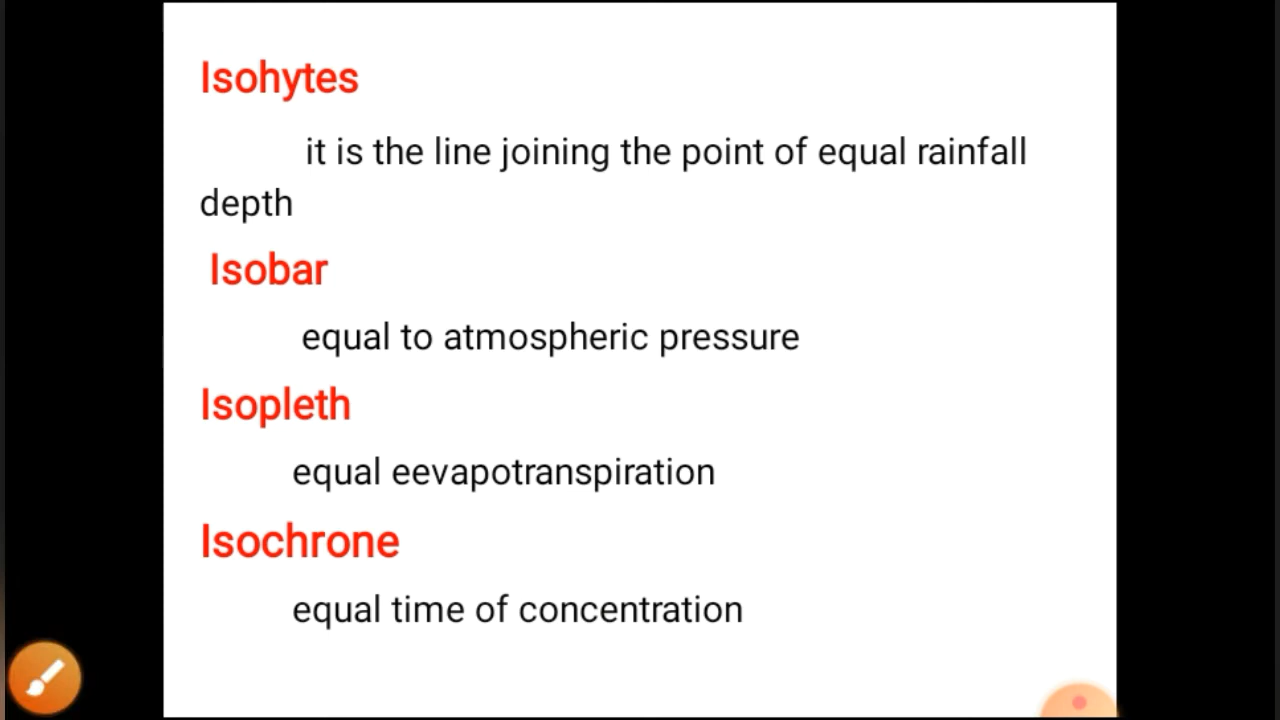 Isohytes
it is the line joining the point of equal rainfall
depth
Isobar
equal to atmospheric pressure
Isopleth
equal eevapotranspiration
Isochrone
equal time of concentration